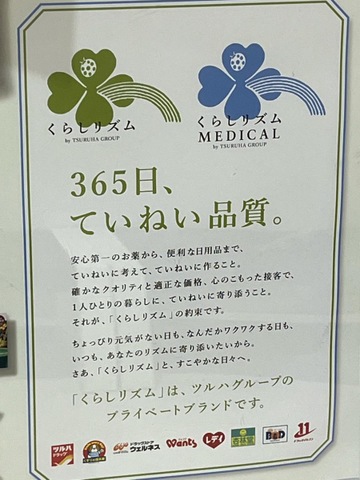 くらしリズム
by TSURUHA GROUP
くらしリズム
MEDICAL
by TSURUHA GROUP
365日、
ていねい品質。
安心第一のお薬から、便利な日用品まで、
ていねいに考えて、ていねいに作ること。
確かなクオリティと適正な価格、心のこもった接客で、
1人ひとりの暮らしに、ていねいに寄り添うこと。
それが、「くらしリズム」の約束です。
ちょっぴり元気がない日も、なんだかワクワクする日も、
いつも、あなたのリズムに寄り添いたいから。
さあ、「くらしリズム」と、すこやかな日々へ。
「くらしリズム」は、ツルハグループの
プライベートブランドです。
ツルハ
ドラッグ
ドラッグストア
ウェルネス
Wants
レデイ
B&D